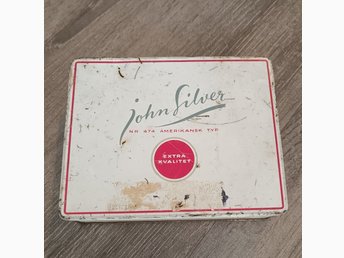 John Silver
NR 474 AMERIKANSK TYP
EXTRA
KVALITET